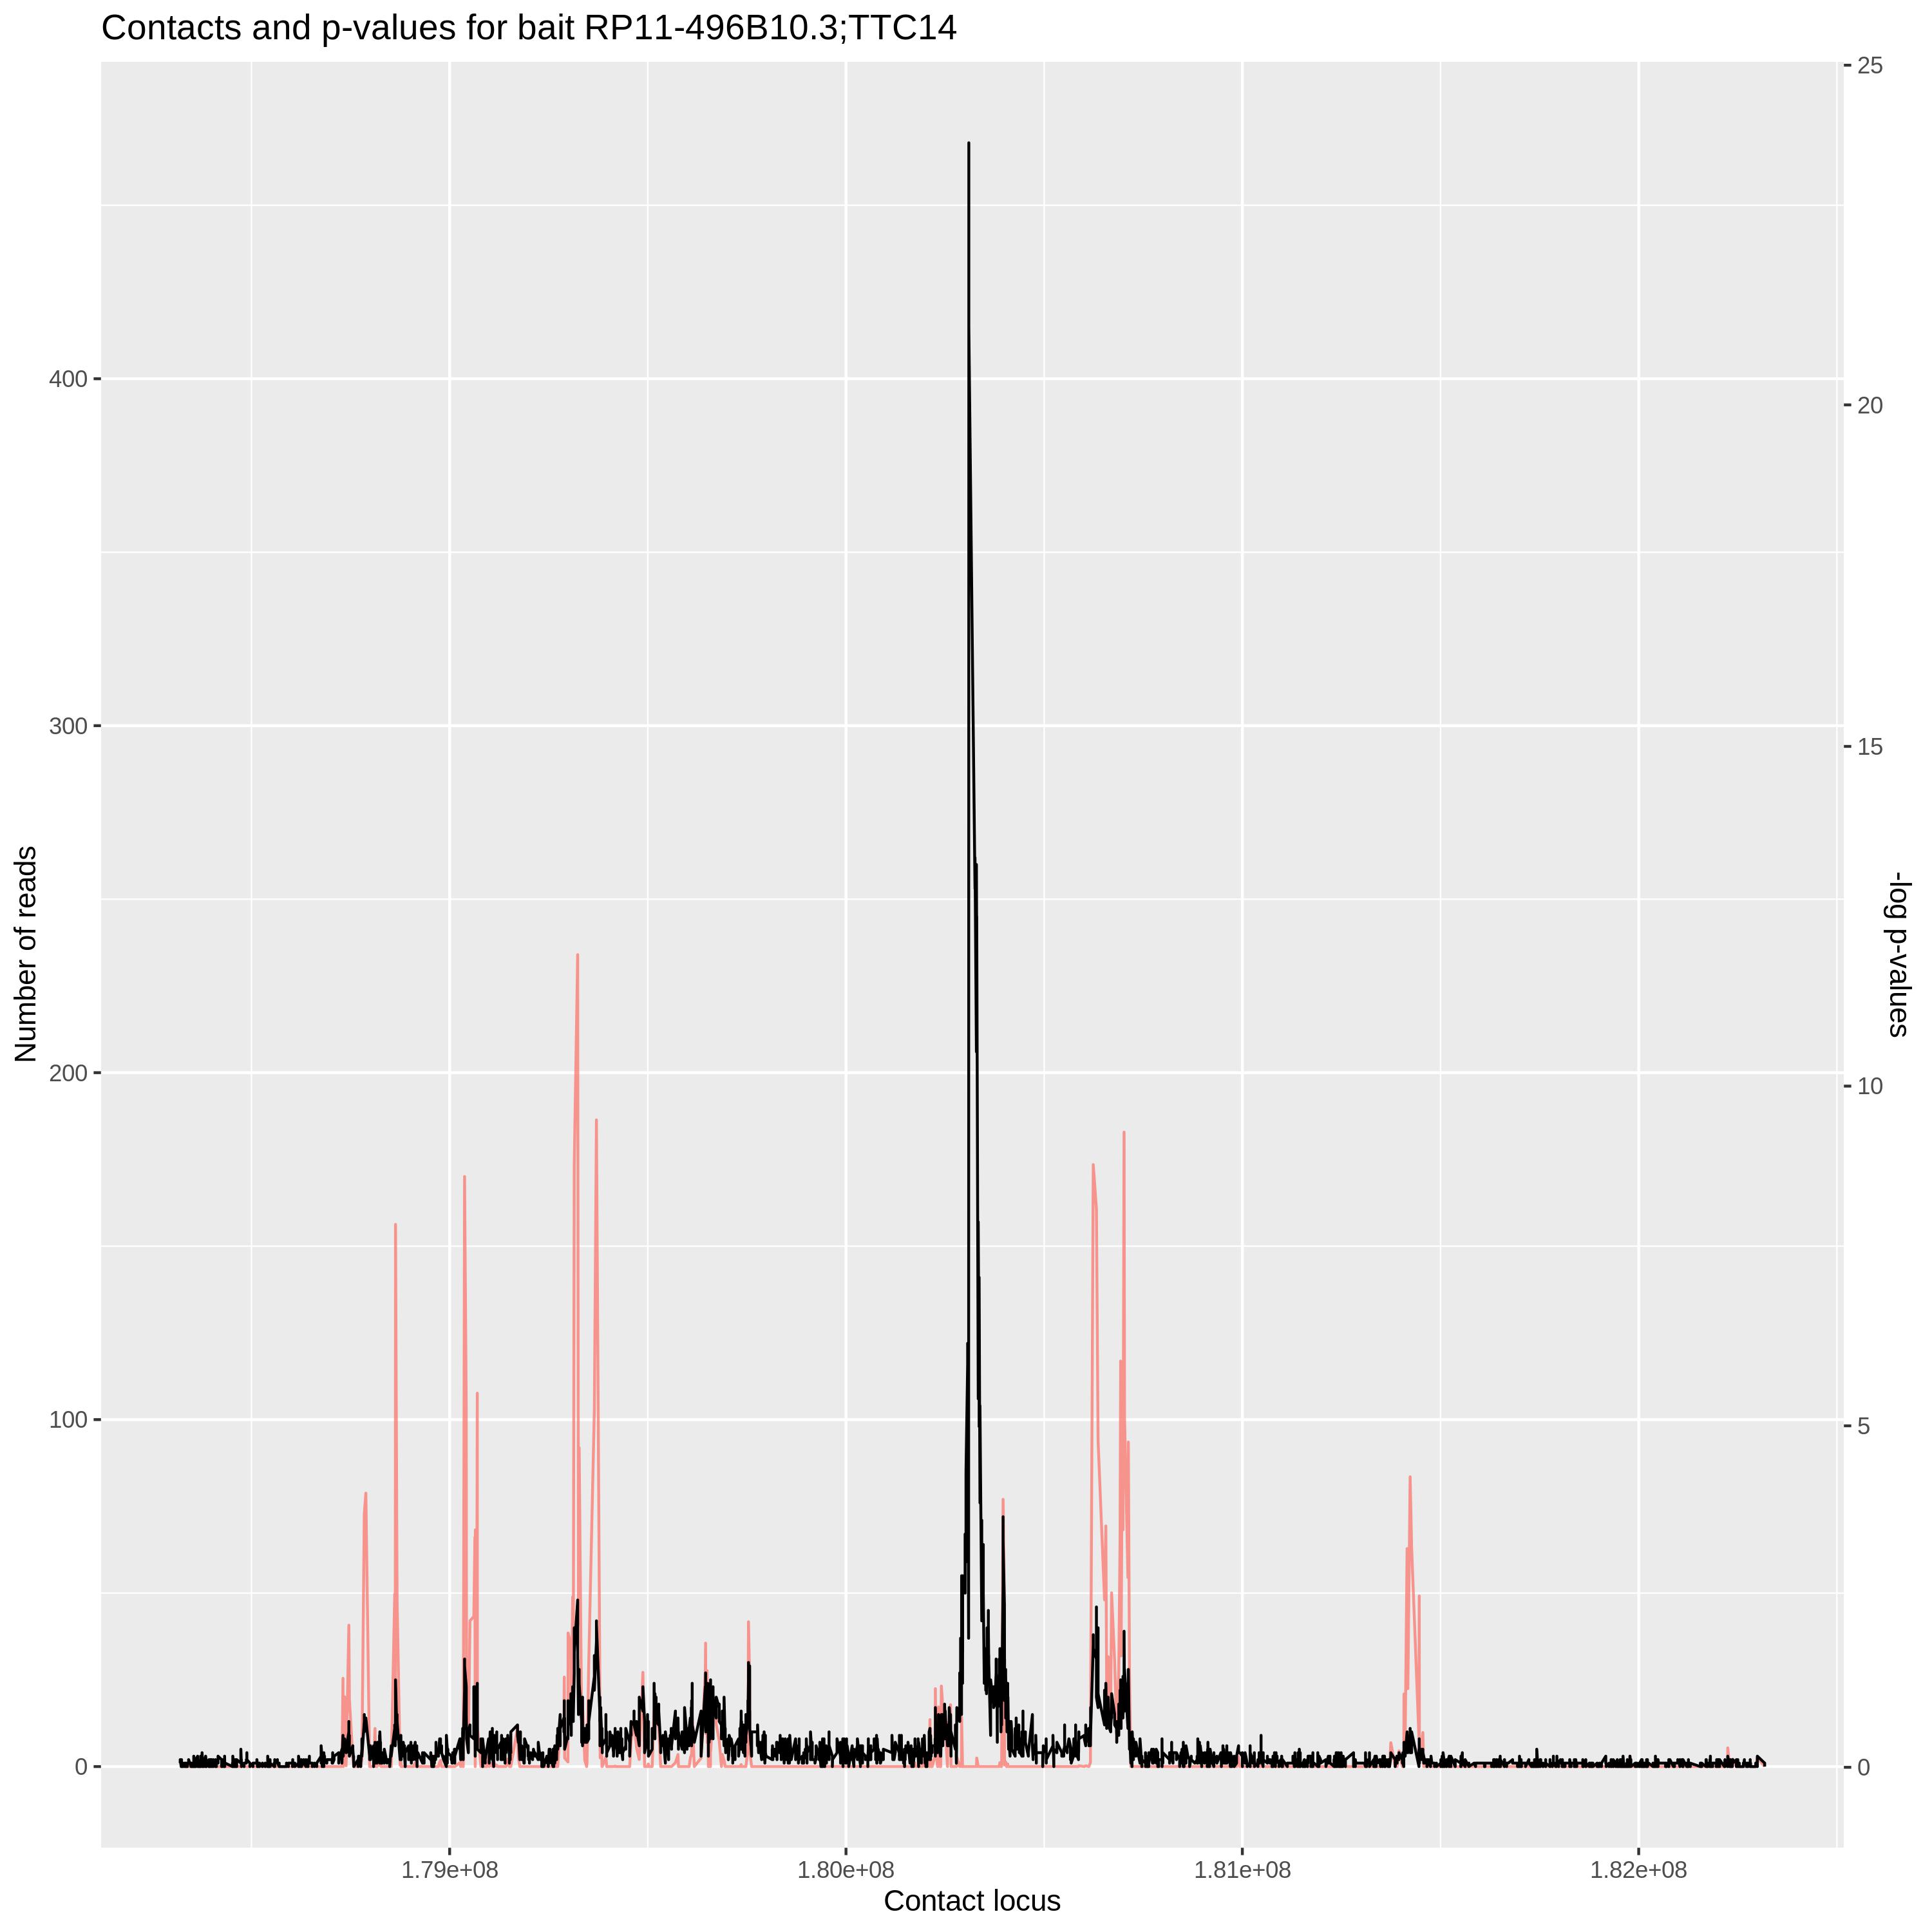 Contacts and p-values for bait RP11-496B10.3;TTC14
25
400
20
300
15
Number of reads
-log p-values
200
10
100
5
0
0
1.79e+08
1.80e+08
1.81e+08
1.82e+08
Contact locus